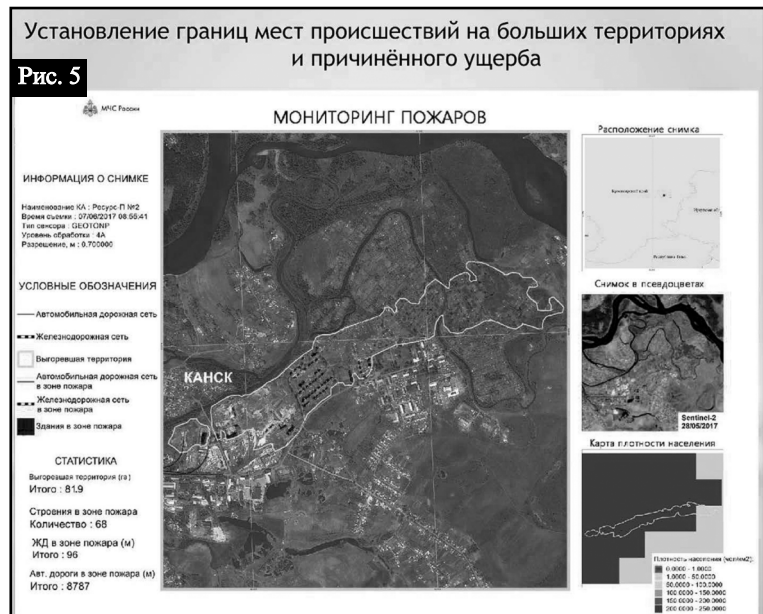 Установление границ мест происшествий на больших территориях
и причинённого ущерба
Рис. 5
МЧС России
МОНИТОРИНГ ПОЖАРОВ
ИНФОРМАЦИЯ О СНИМКЕ
Наименование КА : Ресурс-П №2
Время съемки : 07/06/2017 08:55:41
Тип сенсора : GEOTONP
Уровень обработки : 4A
Разрешение, м : 0.700000
УСЛОВНЫЕ ОБОЗНАЧЕНИЯ
Автомобильная дорожная сеть
Железнодорожная сеть
Выгоревшая территория
Автомобильная дорожная сеть
в зоне пожара
Железнодорожная сеть
в зоне пожара
Здания в зоне пожара
СТАТИСТИКА
Выгоревшая территория (га)
Итого : 81.9
Строения в зоне пожара
Количество : 68
ЖД в зоне пожара (м)
Итого : 96
Авт. дороги в зоне пожара (м)
Итого : 8787
КАНСК
Расположение снимка
Красноярский край
Снимок в псевдоцветах
Sentinel-2
28/05/2017
Карта плотности населения
Плотность населения (чел/км2):
0.0000 - 1.0000
1.0000 - 50.0000
50.0000 - 100.0000
100.0000 - 150.0000
150.0000 - 200.0000
200.0000 - 250.0000